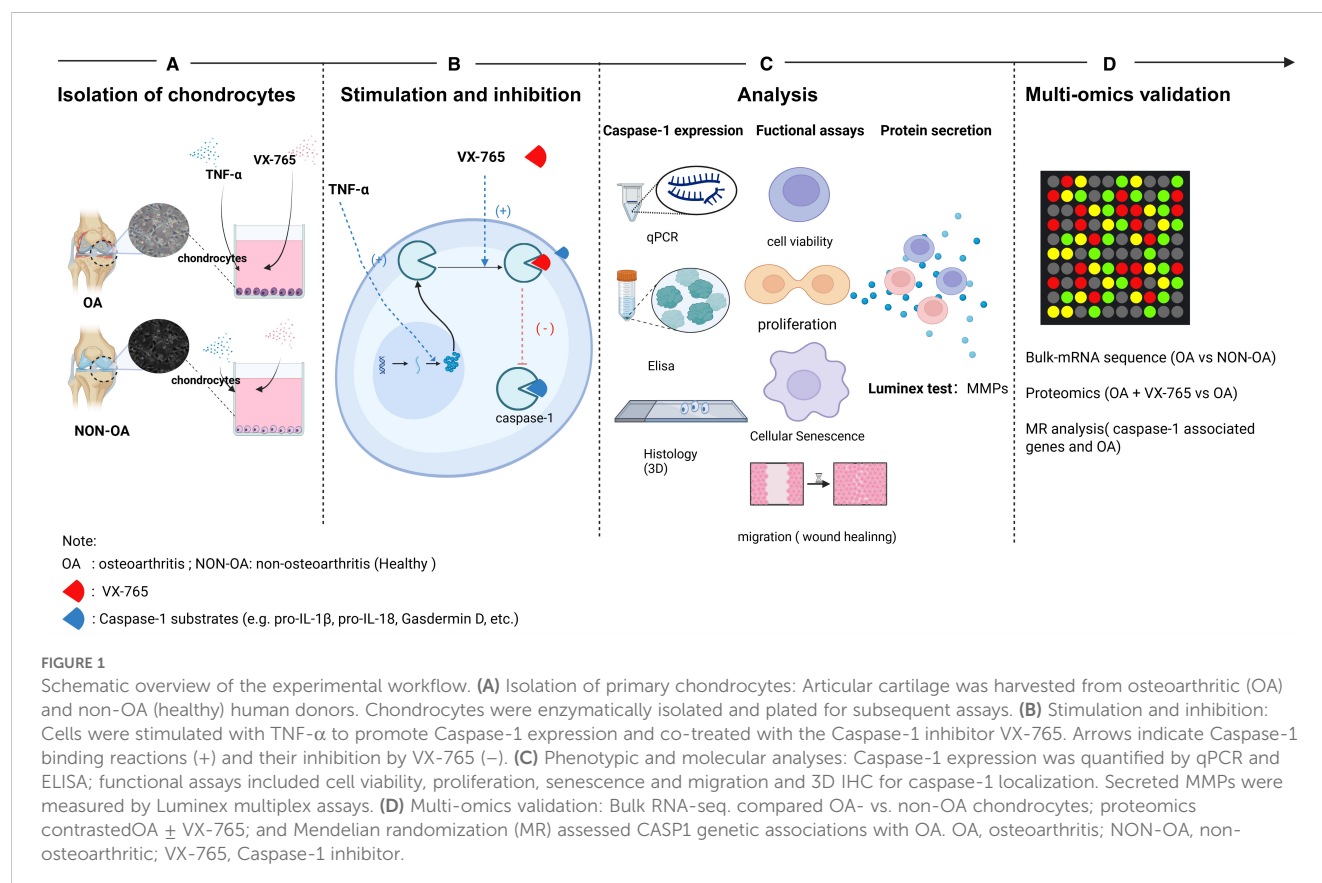 A
B
C
D
Isolation of chondrocytes
Stimulation and inhibition
Analysis
Multi-omics validation
TNF-α
VX-765
chondrocytes
OA
chondrocytes
NON-OA
VX-765
TNF-α
(+)
(+)
(-)
caspase-1
Caspase-1 expression
Fuctional assays
Protein secretion
qPCR
cell viability
Elisa
proliferation
Histology
(3D)
Cellular Senescence
migration ( wound healinng)
Luminex test: MMPs
Bulk-mRNA sequence (OA vs NON-OA)
Proteomics (OA + VX-765 vs OA)
MR analysis( caspase-1 associated
genes and OA)
Note:
OA : osteoarthritis ; NON-OA: non-osteoarthritis (Healthy )
: VX-765
: Caspase-1 substrates (e.g. pro-IL-1β, pro-IL-18, Gasdermin D, etc.)
FIGURE 1
Schematic overview of the experimental workflow. (A) Isolation of primary chondrocytes: Articular cartilage was harvested from osteoarthritic (OA)
and non-OA (healthy) human donors. Chondrocytes were enzymatically isolated and plated for subsequent assays. (B) Stimulation and inhibition:
Cells were stimulated with TNF-α to promote Caspase-1 expression and co-treated with the Caspase-1 inhibitor VX-765. Arrows indicate Caspase-1
binding reactions (+) and their inhibition by VX-765 (−). (C) Phenotypic and molecular analyses: Caspase-1 expression was quantified by qPCR and
ELISA; functional assays included cell viability, proliferation, senescence and migration and 3D IHC for caspase-1 localization. Secreted MMPs were
measured by Luminex multiplex assays. (D) Multi-omics validation: Bulk RNA-seq. compared OA- vs. non-OA chondrocytes; proteomics
contrastedOA ± VX-765; and Mendelian randomization (MR) assessed CASP1 genetic associations with OA. OA, osteoarthritis; NON-OA, non-
osteoarthritic; VX-765, Caspase-1 inhibitor.